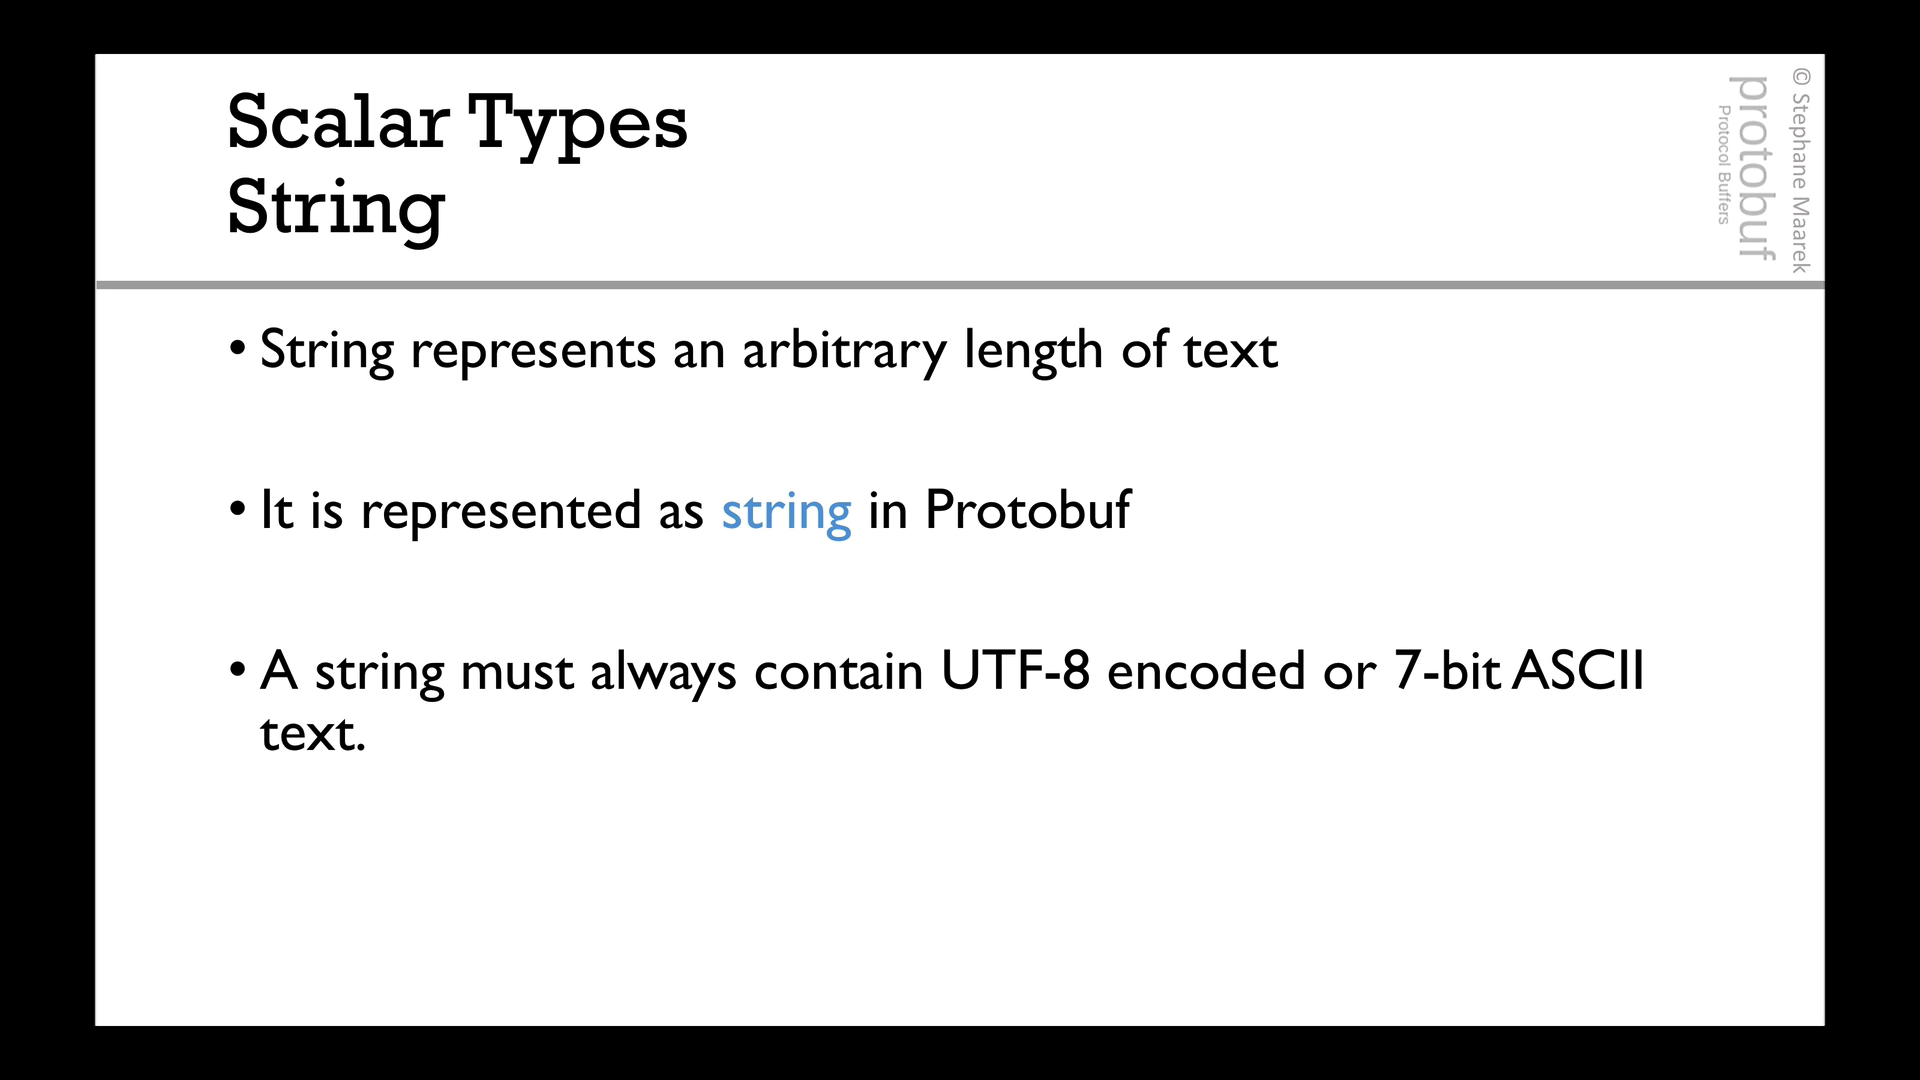 Scalar Types
String
© Stephane Maarek
protobuf
Protocol Buffers
• String represents an arbitrary length of text
• It is represented as string in Protobuf
• A string must always contain UTF-8 encoded or 7-bit ASCII
text.